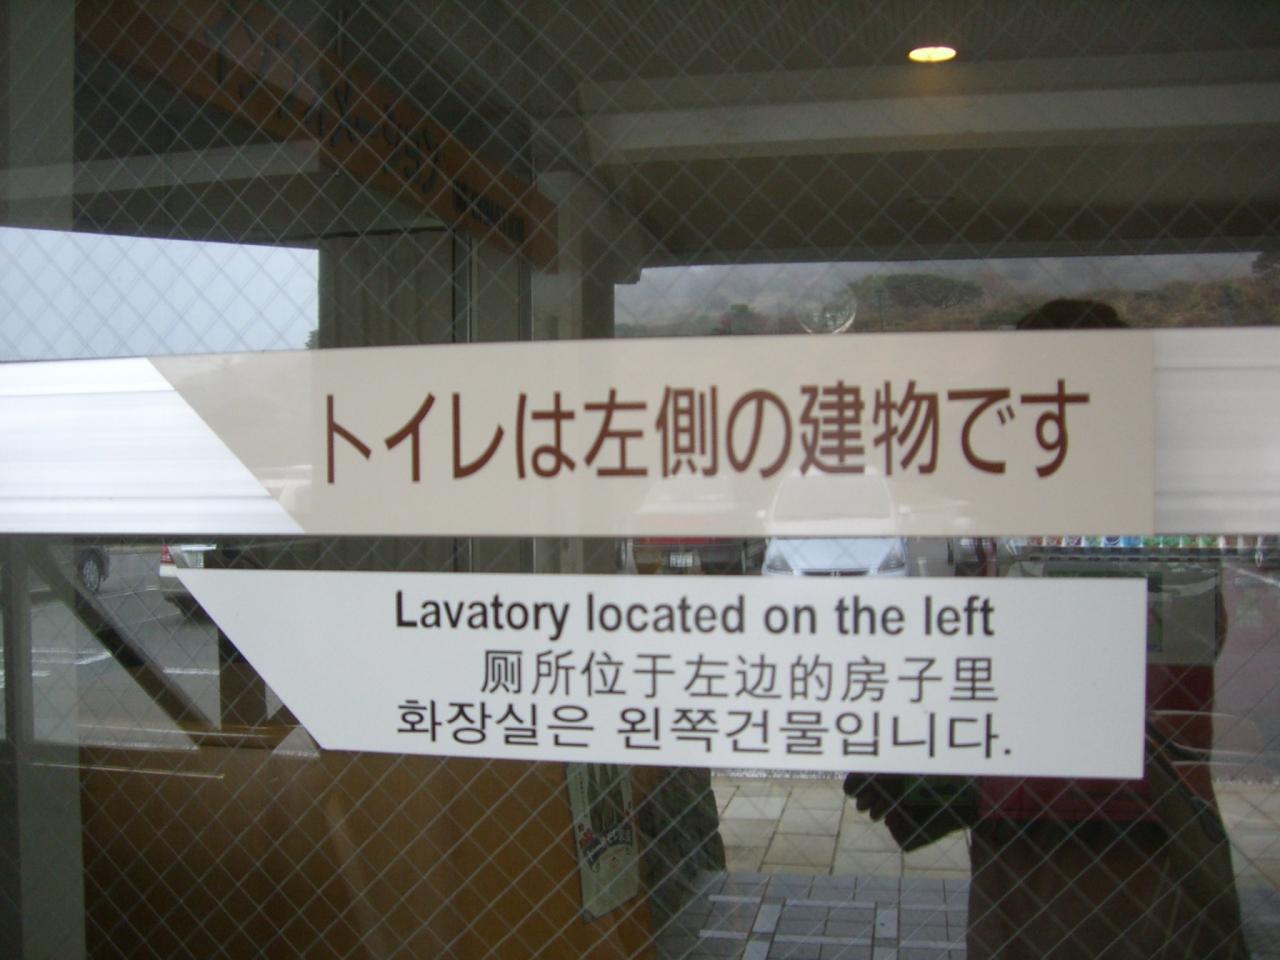 トイレは左側の建物です
Lavatory located on the left
厕所位于左边的房子里
화장실은 왼쪽건물입니다.